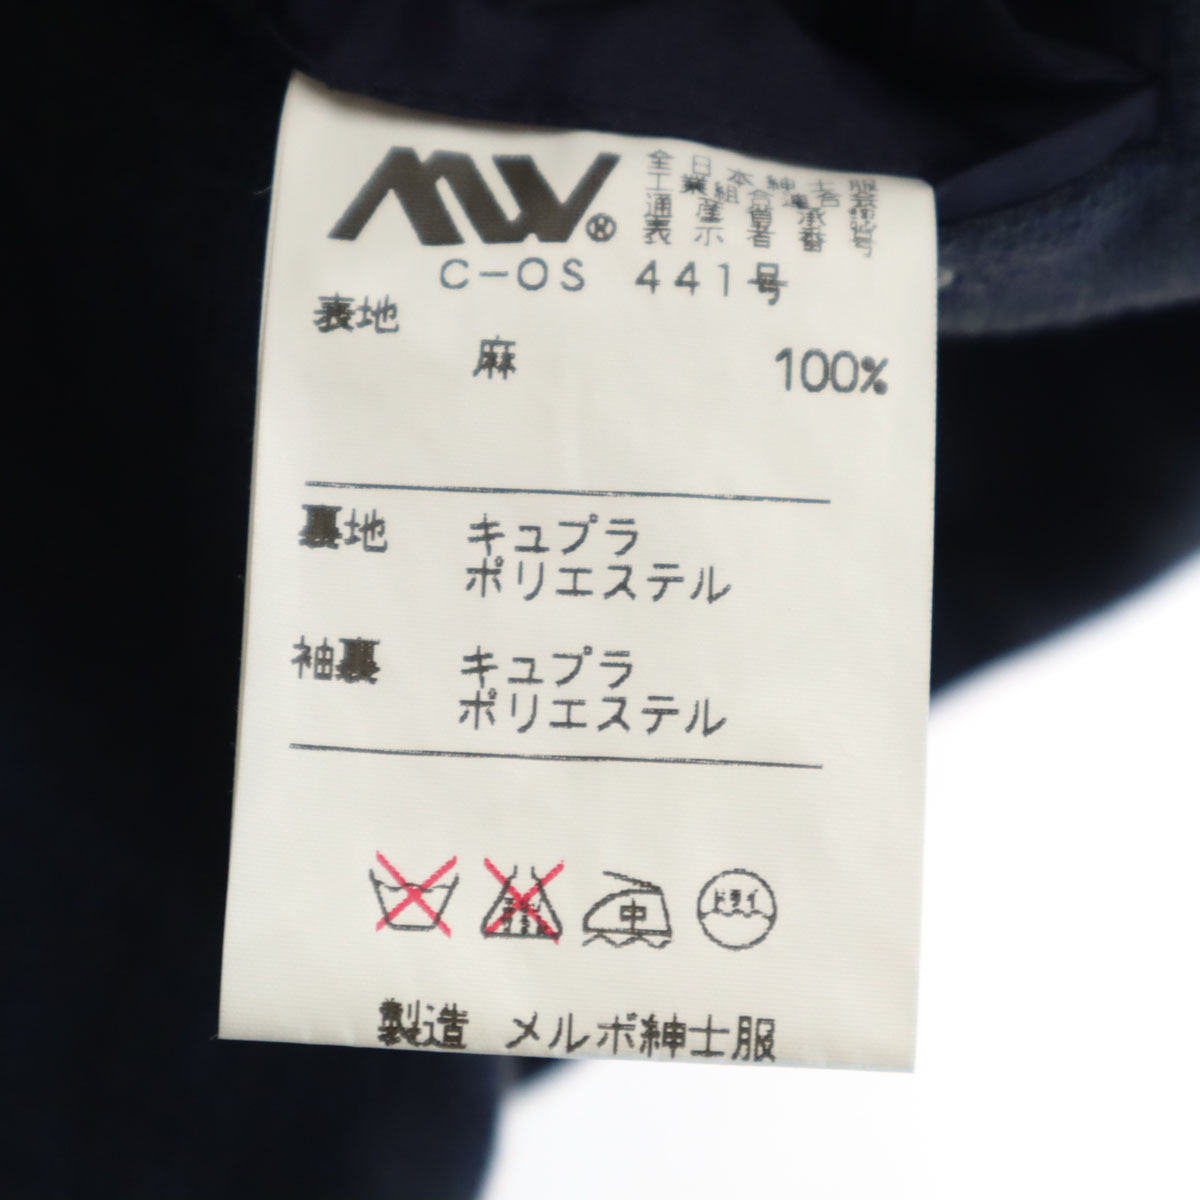 MW®
全日本紳士服
工業組合連合会
通産省承認
表示者番号
C-OS 441号
表地
麻 100%
裏地 キュプラ
ポリエステル
袖裏 キュプラ
ポリエステル
中
ドライ
製造 メルボ紳士服